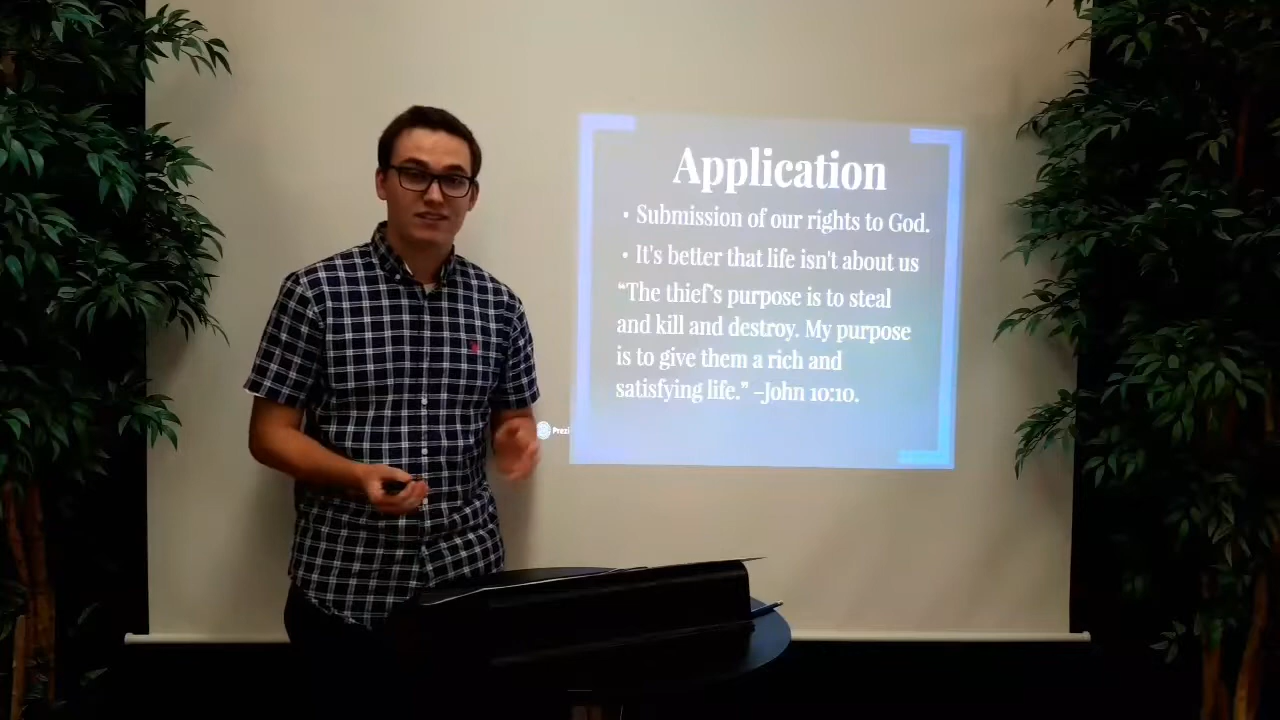 Application
• Submission of our rights to God.
• It's better that life isn't about us
“The thief’s purpose is to steal
and kill and destroy. My purpose
is to give them a rich and
satisfying life.” –John 10:10.
Prezi